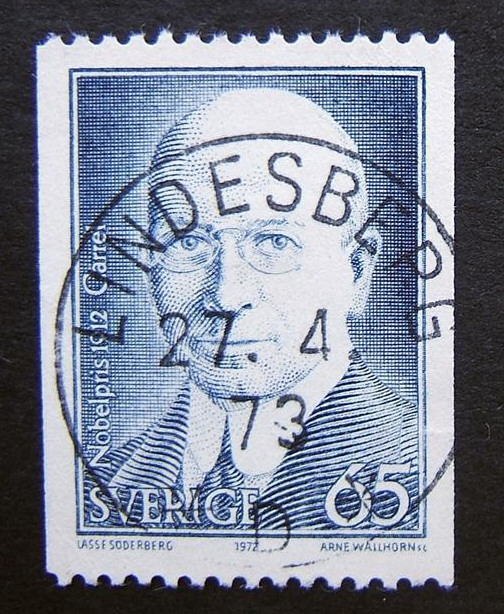 LINDESBERG
27. 4.
73
D
Nobelpris 1912 Carrel
SVERIGE 65
LASSE SÖDERBERG 1972 ARNE WALLHORN sc